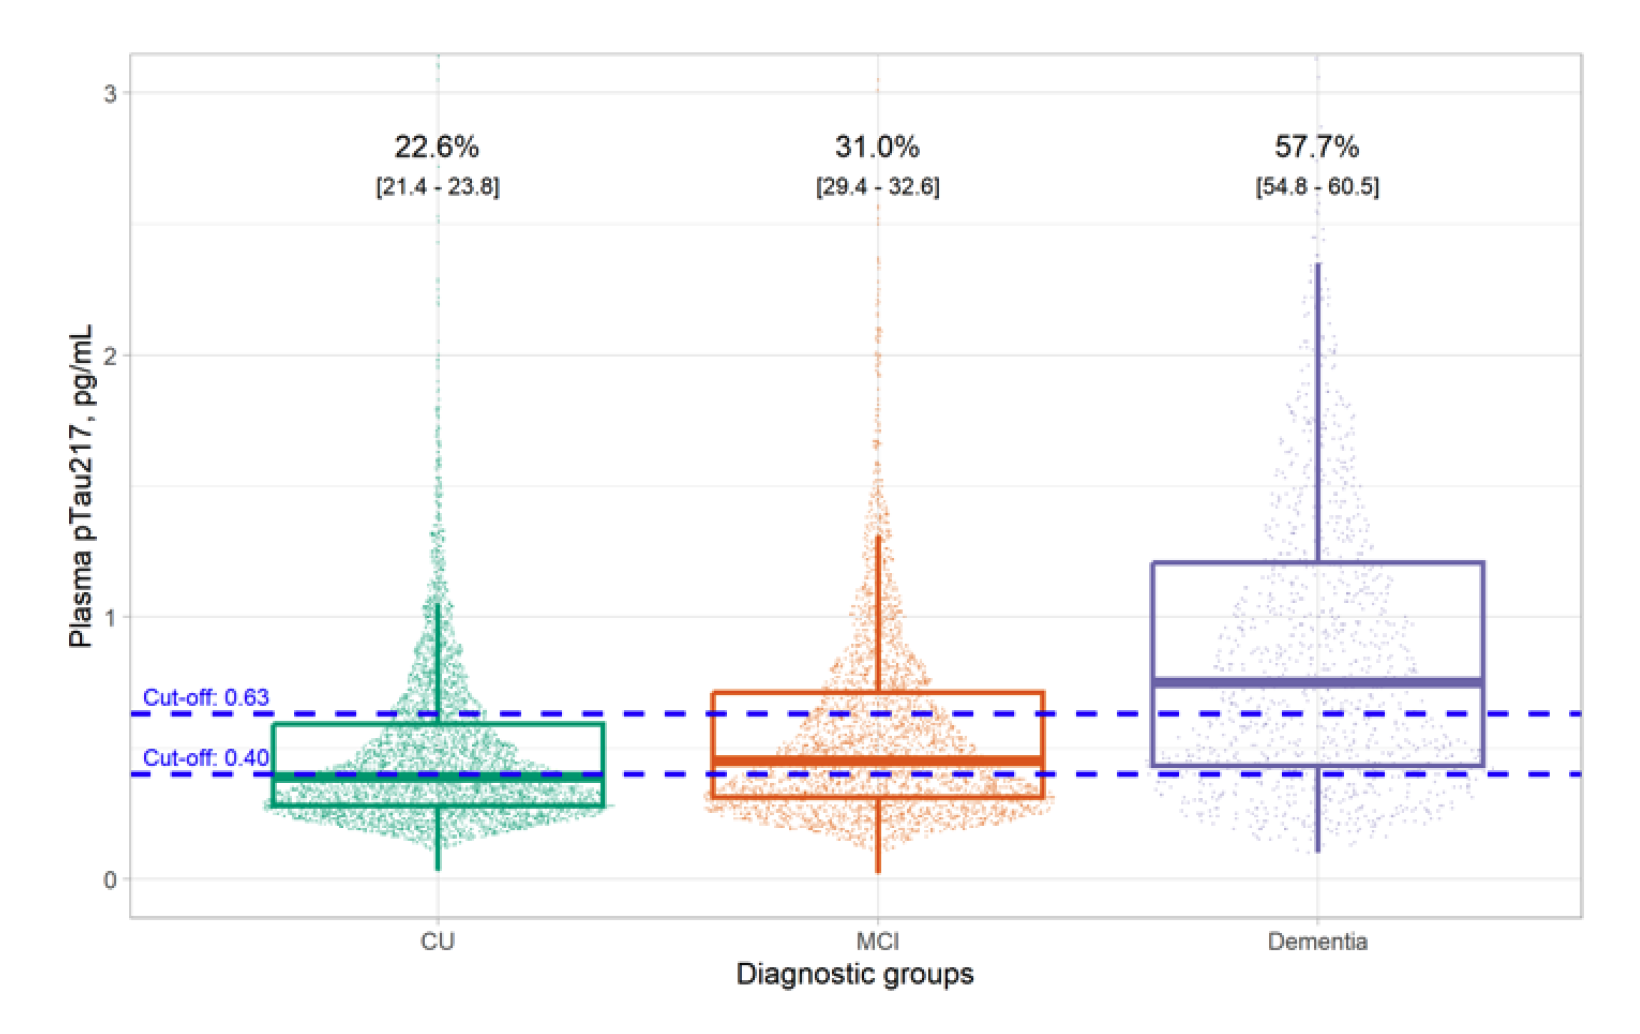 3
22.6%
31.0%
57.7%
[21.4 - 23.8]
[29.4 - 32.6]
[54.8 - 60.5]
2
Plasma pTau217, pg/mL
1
Cut-off: 0.63
Cut-off: 0.40
0
CU
MCI
Dementia
Diagnostic groups